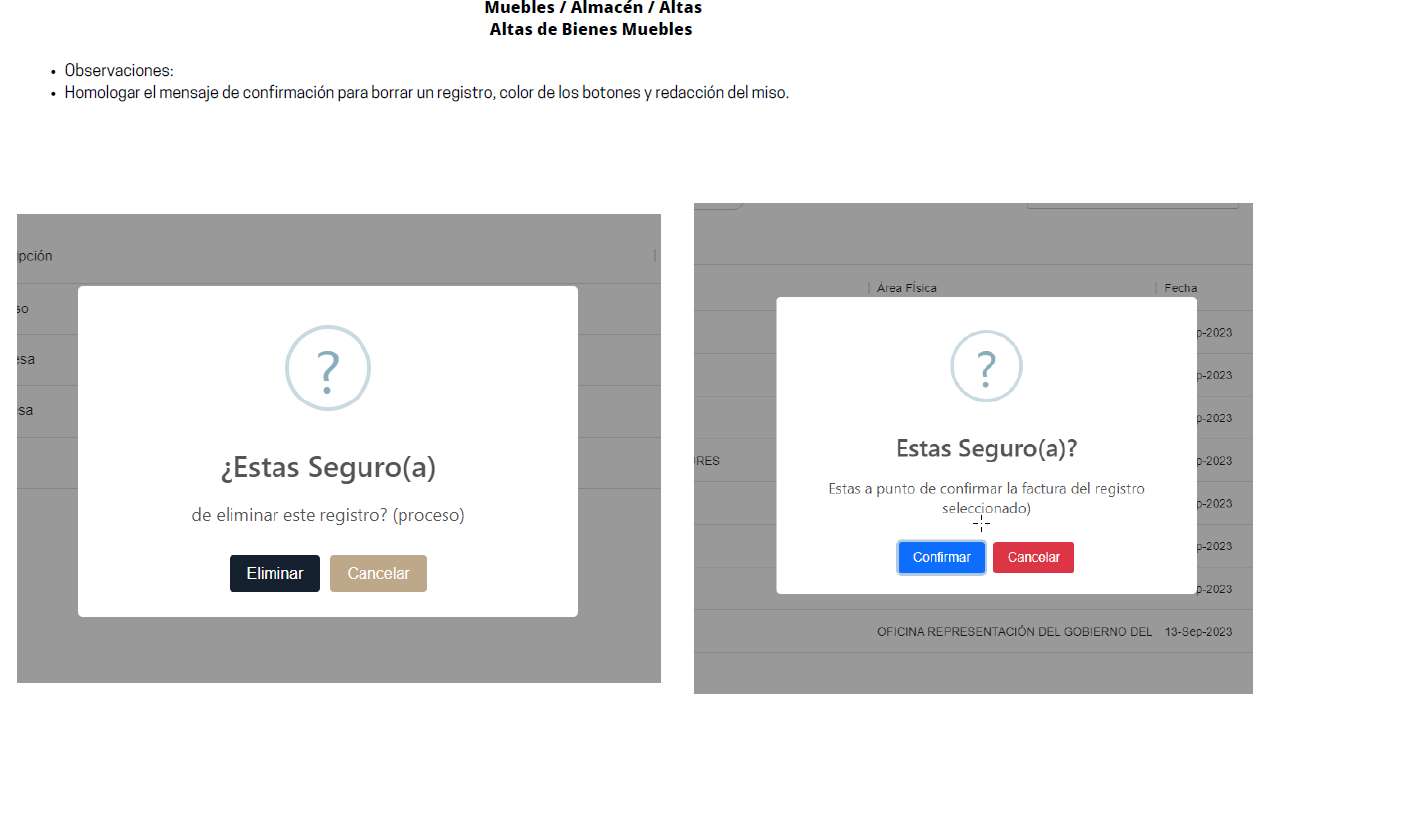 Muebles / Almacén / Altas
Altas de Bienes Muebles
• Observaciones:
• Homologar el mensaje de confirmación para borrar un registro, color de los botones y redacción del miso.
ipción
so
esa
esa
?
¿Estas Seguro(a)
de eliminar este registro? (proceso)
Eliminar
Cancelar
Área Física
Fecha
p-2023
p-2023
p-2023
ORES
p-2023
p-2023
p-2023
p-2023
?
Estas Seguro(a)?
Estas a punto de confirmar la factura del registro
seleccionado)
Confirmar
Cancelar
OFICINA REPRESENTACIÓN DEL GOBIERNO DEL
13-Sep-2023